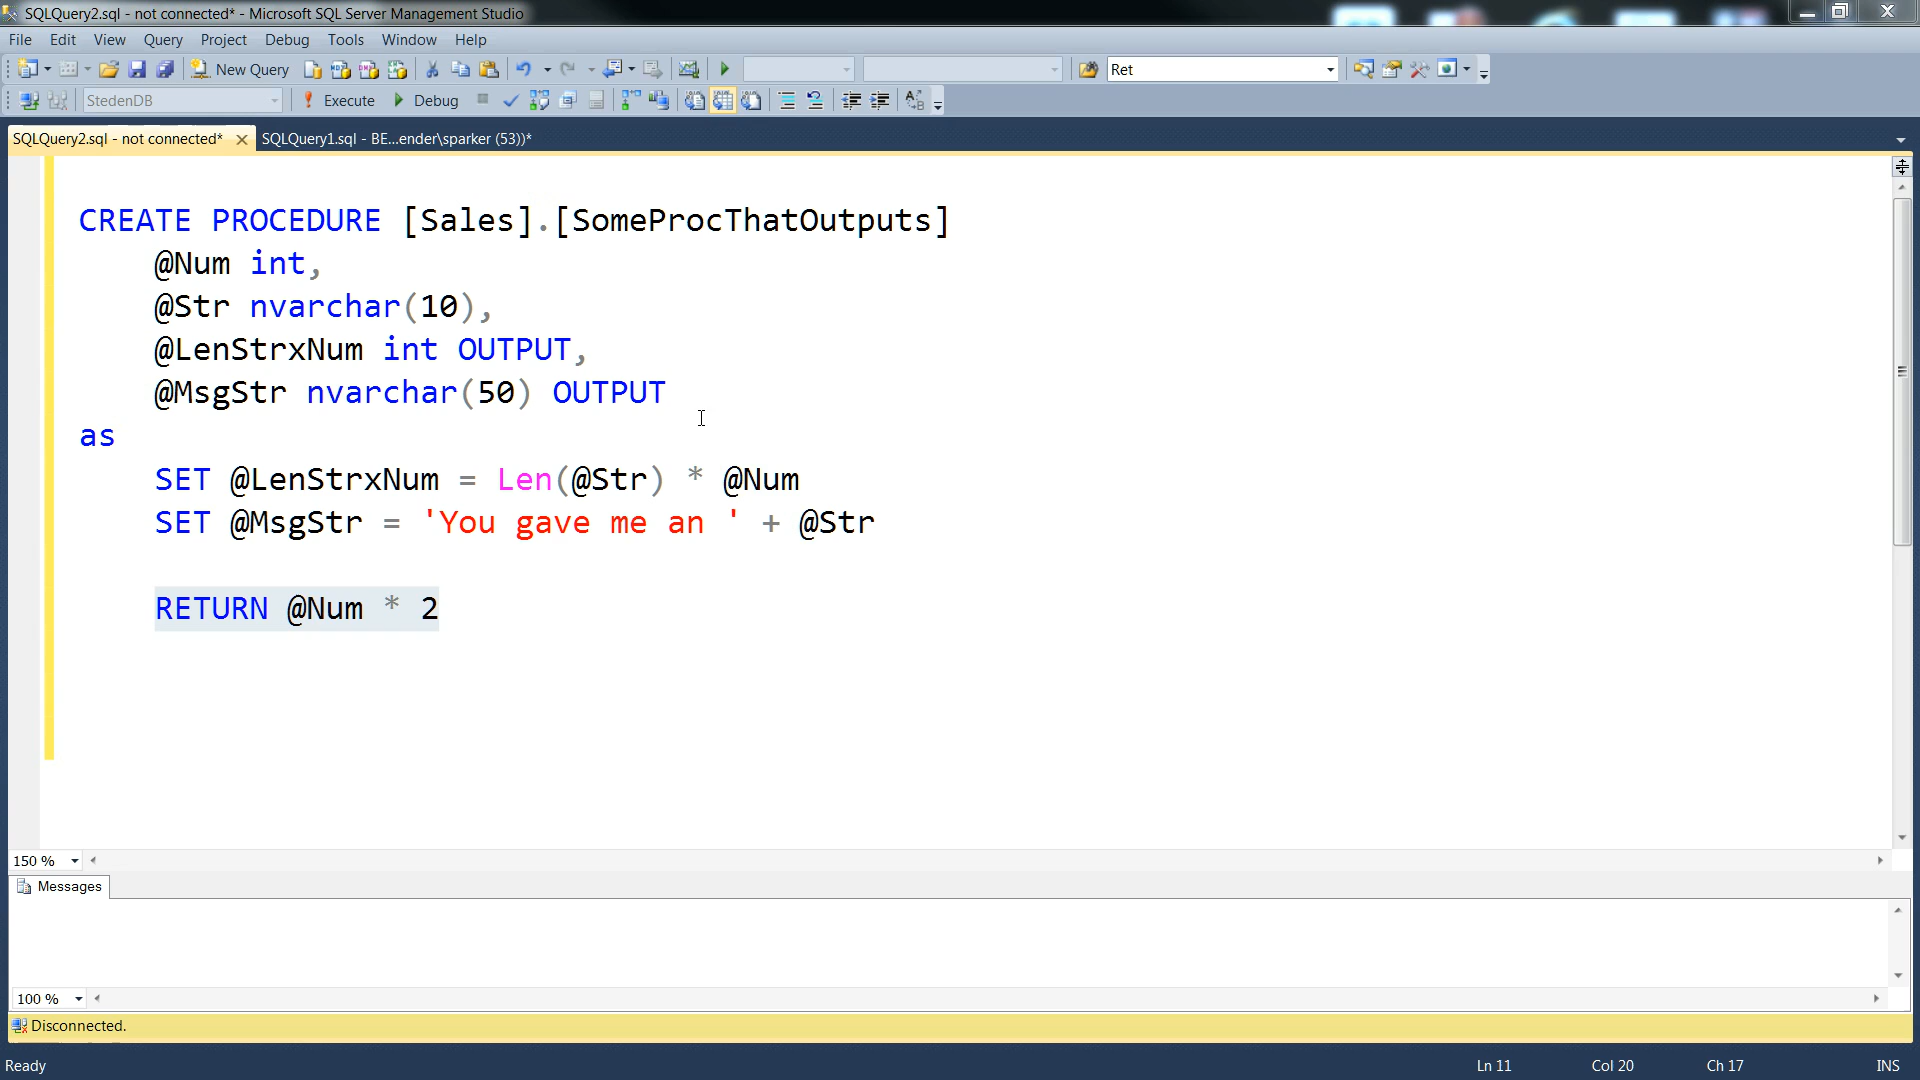 SQLQuery2.sql - not connected* - Microsoft SQL Server Management Studio
File Edit View Query Project Debug Tools Window Help
New Query Ret
StedenDB Execute Debug
SQLQuery2.sql - not connected* SQLQuery1.sql - BE...ender\sparker (53))*
CREATE PROCEDURE [Sales].[SomeProcThatOutputs]
@Num int,
@Str nvarchar(10),
@LenStrxNum int OUTPUT,
@MsgStr nvarchar(50) OUTPUT
as
SET @LenStrxNum = Len(@Str) * @Num
SET @MsgStr = 'You gave me an ' + @Str
RETURN @Num * 2
150 %
Messages
100 %
Disconnected.
Ready Ln 11 Col 20 Ch 17 INS